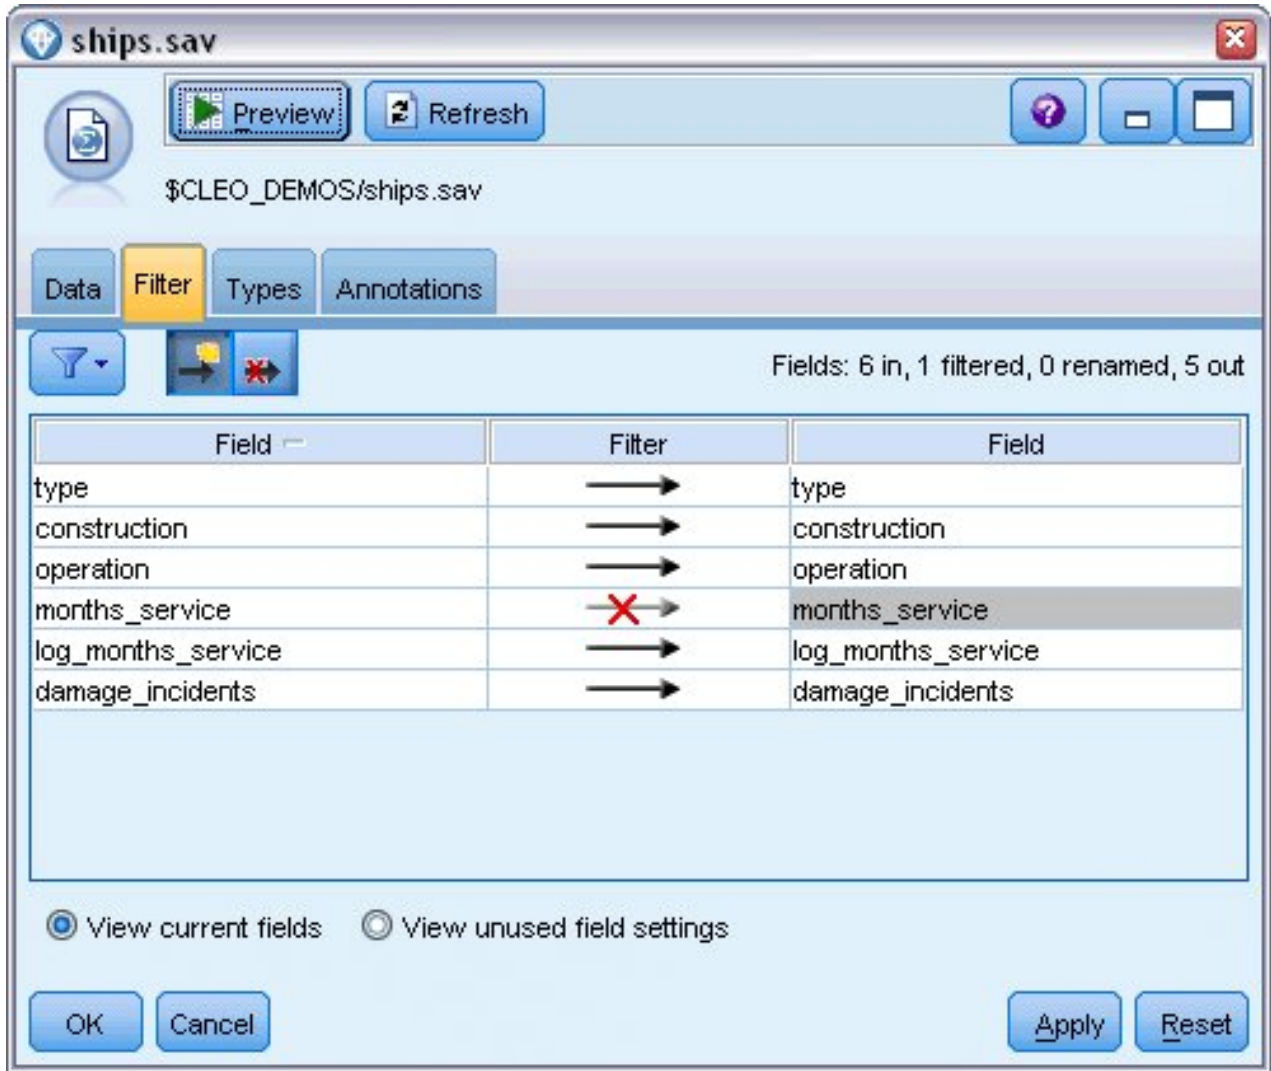 ships.sav
Preview Refresh ?
$CLEO_DEMOS/ships.sav
Data Filter Types Annotations
Fields: 6 in, 1 filtered, 0 renamed, 5 out
Field Filter Field
type type
construction construction
operation operation
months_service months_service
log_months_service log_months_service
damage_incidents damage_incidents
View current fields View unused field settings
OK Cancel Apply Reset